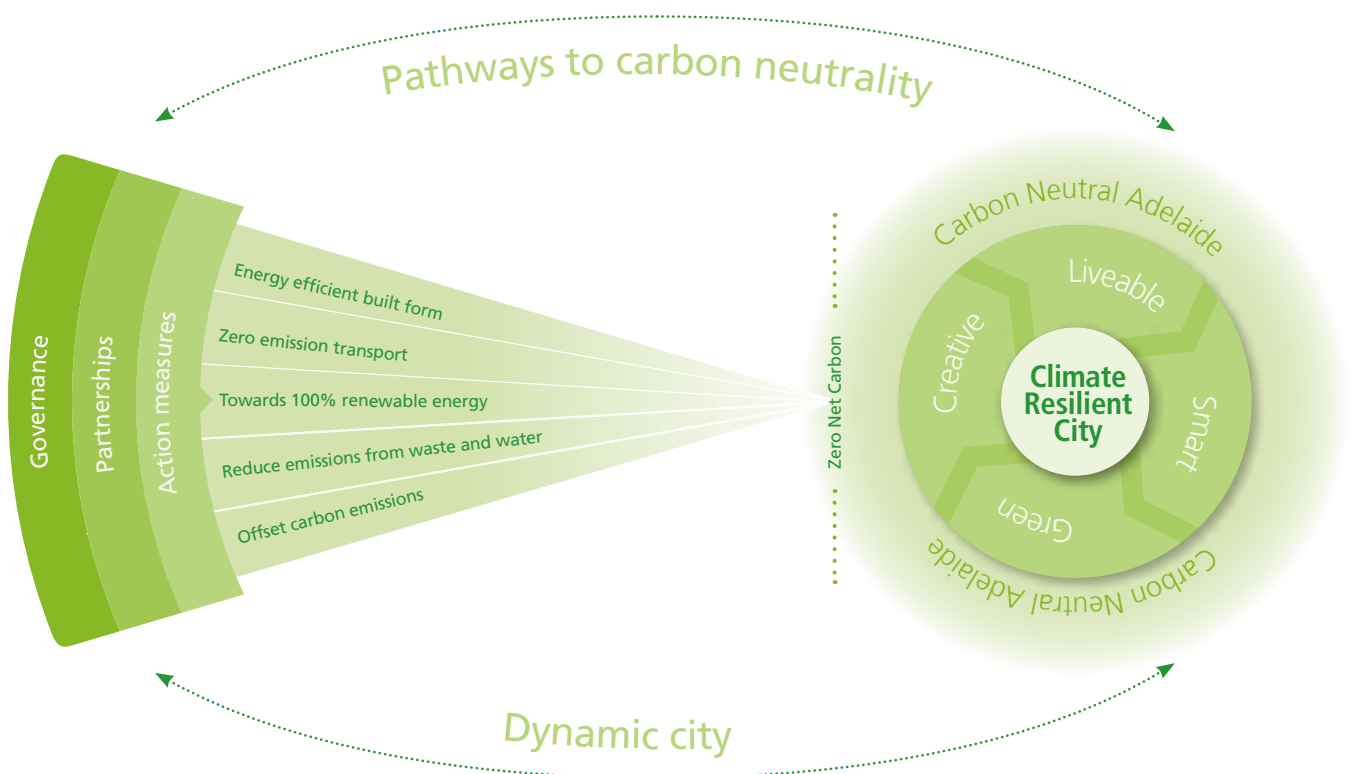 Pathways to carbon neutrality
Governance
Partnerships
Action measures
Energy efficient built form
Zero emission transport
Towards 100% renewable energy
Reduce emissions from waste and water
Offset carbon emissions
Zero Net Carbon
Carbon Neutral Adelaide
Liveable
Smart
Green
Creative
Climate
Resilient
City
Carbon Neutral Adelaide
Dynamic city